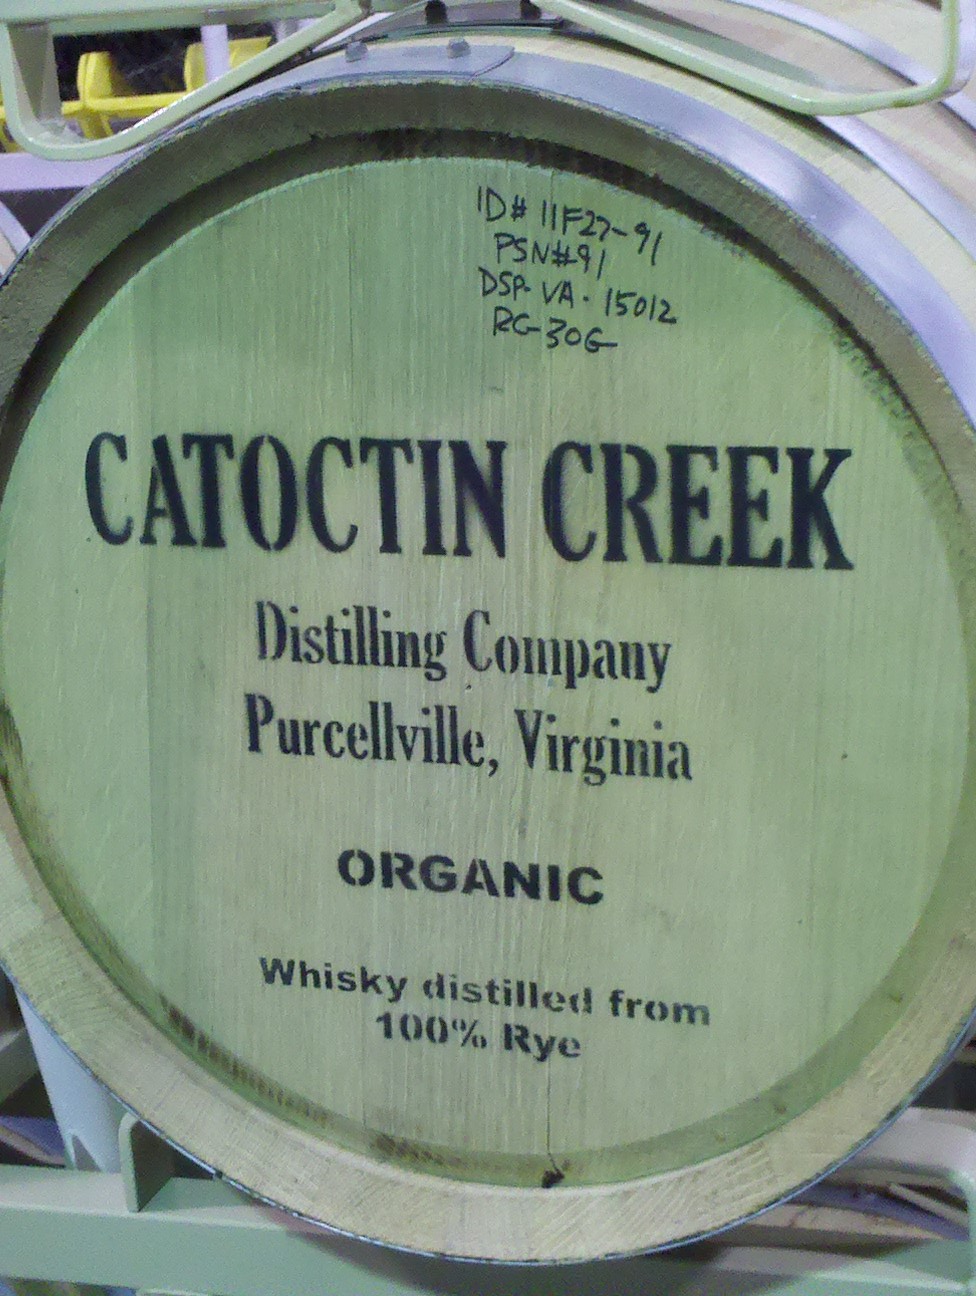 ID# 11F27-91
PSN#91
DSP-VA-15012
RG-30G
CATOCTIN CREEK
Distilling Company
Purcellville, Virginia
ORGANIC
Whisky distilled from
100% Rye